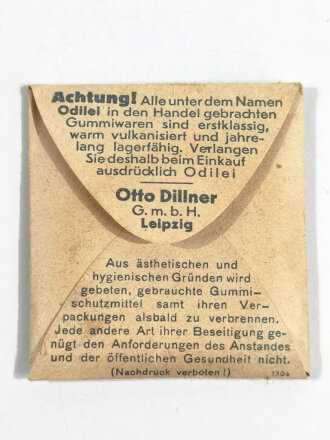 Achtung! Alle unter dem Namen
Odilei in den Handel gebrachten
Gummiwaren sind erstklassig,
warm vulkanisiert und jahre-
lang lagerfähig. Verlangen
Sie deshalb beim Einkauf
ausdrücklich Odilei
Otto Dillner
G. m. b. H.
Leipzig
Aus ästhetischen und
hygienischen Gründen wird
gebeten, gebrauchte Gummi-
schutzmittel samt ihren Ver-
packungen alsbald zu verbrennen.
Jede andere Art ihrer Beseitigung ge-
nügt den Anforderungen des Anstandes
und der öffentlichen Gesundheit nicht.
(Nachdruck verboten!)